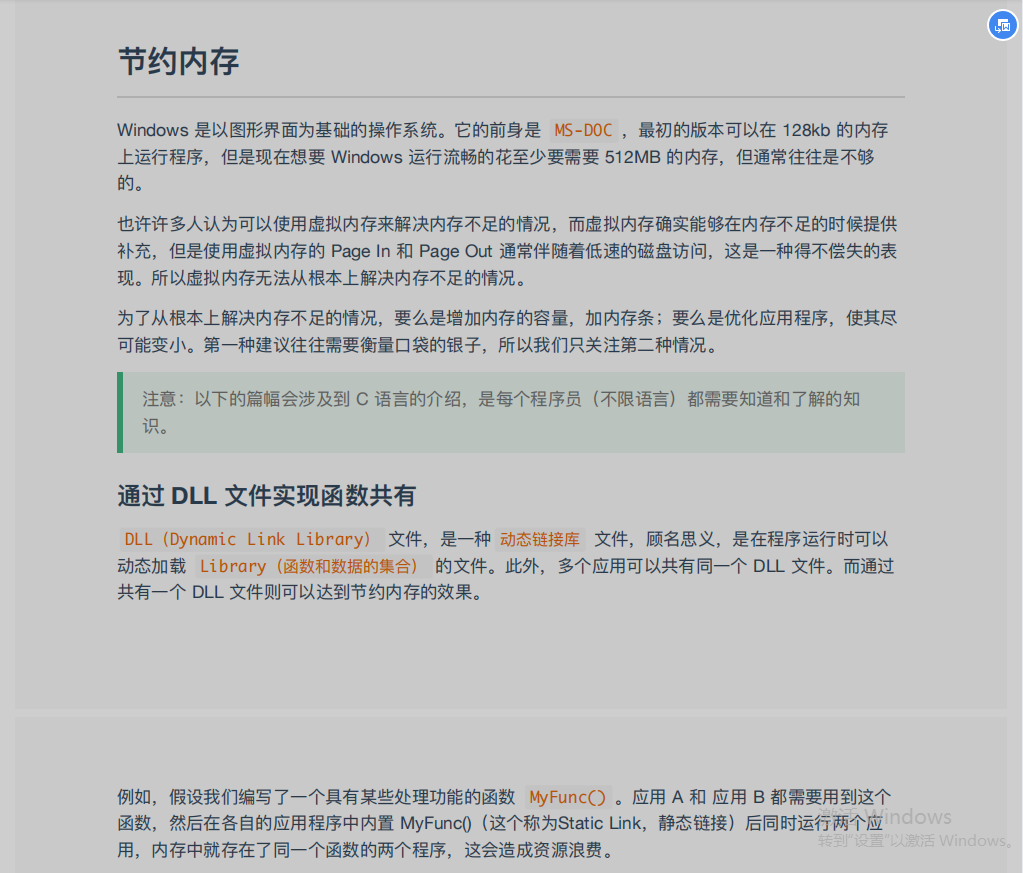 节约内存
Windows 是以图形界面为基础的操作系统。它的前身是 MS-DOC ，最初的版本可以在 128kb 的内存
上运行程序，但是现在想要 Windows 运行流畅的花至少要需要 512MB 的内存，但通常往往是不够
的。
也许许多人认为可以使用虚拟内存来解决内存不足的情况，而虚拟内存确实能够在内存不足的时候提供
补充，但是使用虚拟内存的 Page In 和 Page Out 通常伴随着低速的磁盘访问，这是一种得不偿失的表
现。所以虚拟内存无法从根本上解决内存不足的情况。
为了从根本上解决内存不足的情况，要么是增加内存的容量，加内存条；要么是优化应用程序，使其尽
可能变小。第一种建议往往需要衡量口袋的银子，所以我们只关注第二种情况。
注意：以下的篇幅会涉及到 C 语言的介绍，是每个程序员（不限语言）都需要知道和了解的知
识。
通过 DLL 文件实现函数共有
DLL（Dynamic Link Library） 文件，是一种 动态链接库 文件，顾名思义，是在程序运行时可以
动态加载 Library（函数和数据的集合） 的文件。此外，多个应用可以共有同一个 DLL 文件。而通过
共有一个 DLL 文件则可以达到节约内存的效果。
例如，假设我们编写了一个具有某些处理功能的函数 MyFunc() 。应用 A 和 应用 B 都需要用到这个
函数，然后在各自的应用程序中内置 MyFunc()（这个称为Static Link，静态链接）后同时运行两个应
用，内存中就存在了同一个函数的两个程序，这会造成资源浪费。
激活 Windows
转到"设置"以激活 Windows。